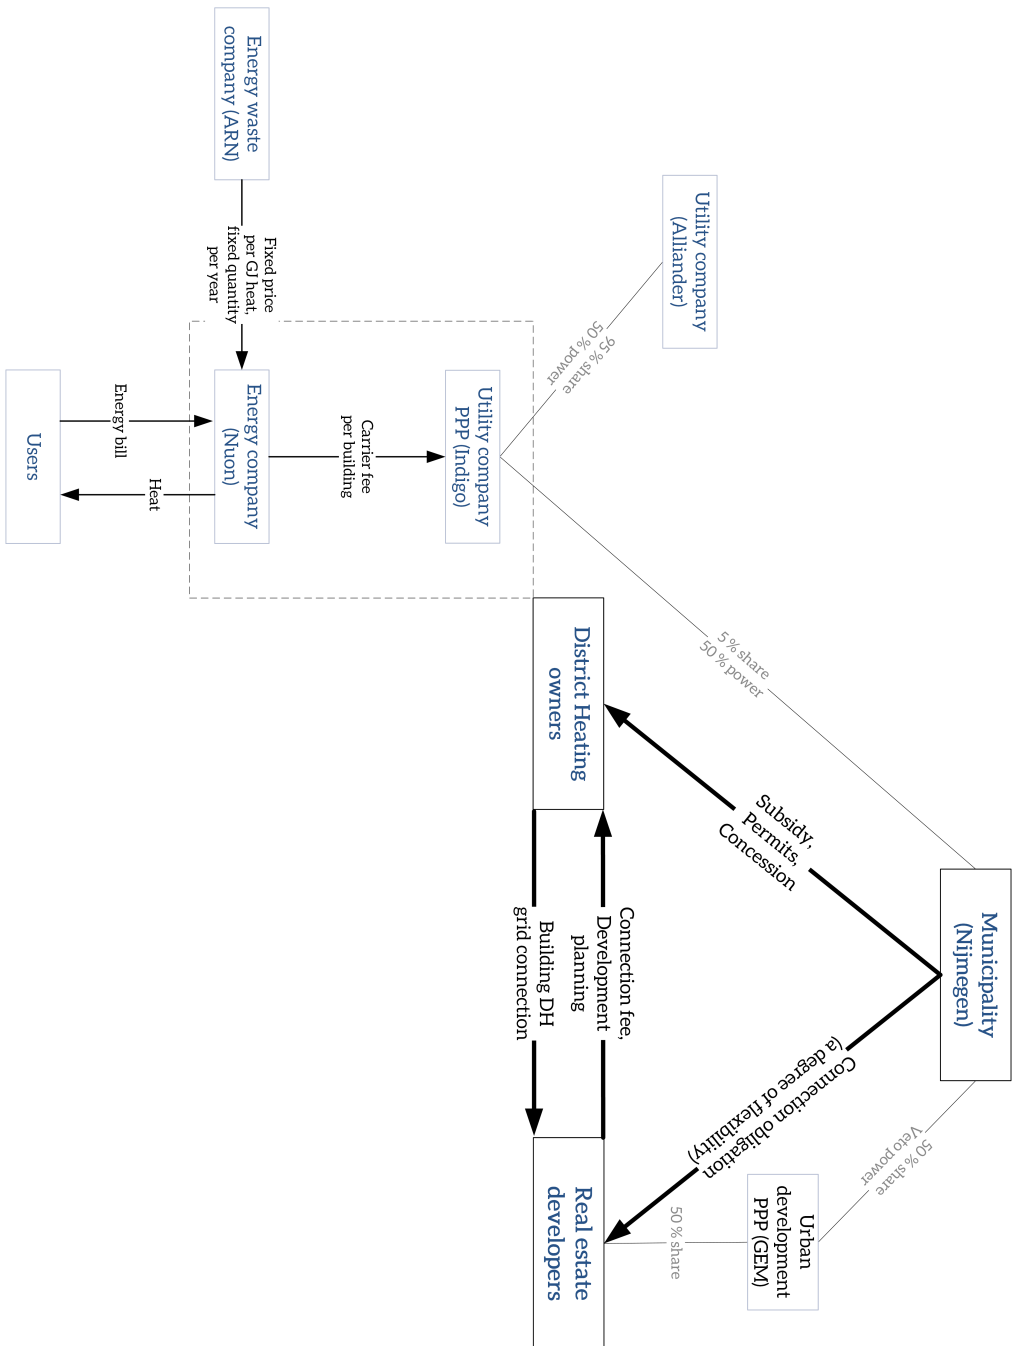 Municipality
(Nijmegen)
5 % share
50 % power
50 % share
Veto power
Utility company
(Alliander)
95 % share
50 % power
Subsidy,
Permits,
Concession
Connection obligation
(a degree of flexibility)
Urban
development
PPP (GEM)
50 % share
District Heating
owners
Connection fee,
Development
planning
Building DH
grid connection
Real estate
developers
Utility company
PPP (Indigo)
Carrier fee
per building
Energy waste
company (ARN)
Fixed price
per GJ heat,
fixed quantity
per year
Energy company
(Nuon)
Energy bill
Heat
Users